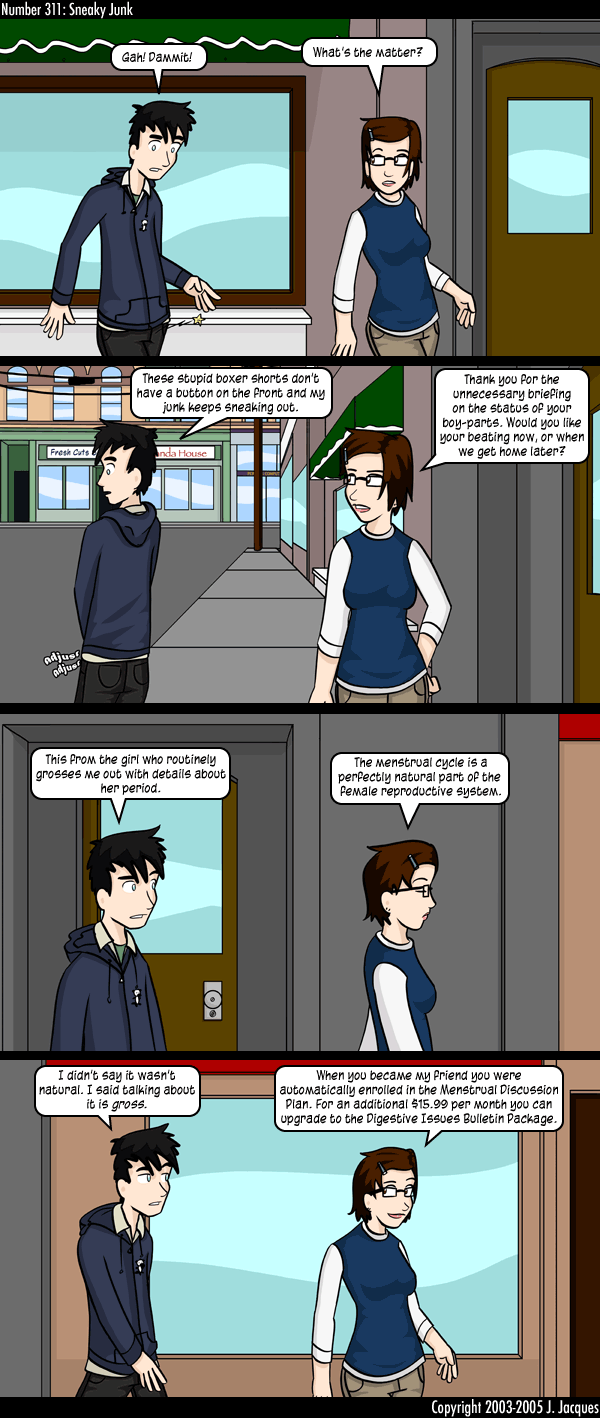 Number 311: Sneaky Junk
Gah! Dammit!
What's the matter?
These stupid boxer shorts don't
have a button on the front and my
junk keeps sneaking out.
Thank you for the
unnecessary briefing
on the status of your
boy-parts. Would you like
your beating now, or when
we get home later?
Fresh Cuts
nda House
Adjust
Adjust
This from the girl who routinely
grosses me out with details about
her period.
The menstrual cycle is a
perfectly natural part of the
female reproductive system.
I didn't say it wasn't
natural. I said talking about
it is gross.
When you became my friend you were
automatically enrolled in the Menstrual Discussion
Plan. For an additional $15.99 per month you can
upgrade to the Digestive Issues Bulletin Package.
Copyright 2003-2005 J. Jacques